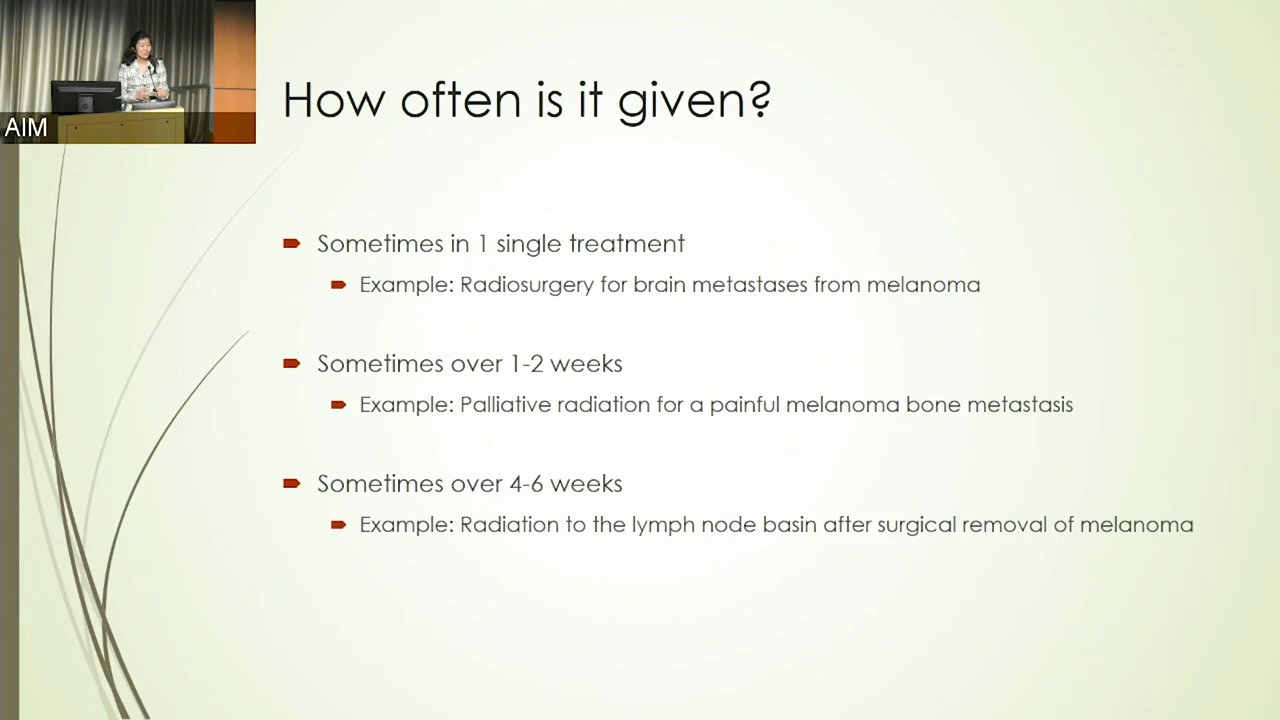 AIM
How often is it given?
Sometimes in 1 single treatment
Example: Radiosurgery for brain metastases from melanoma
Sometimes over 1-2 weeks
Example: Palliative radiation for a painful melanoma bone metastasis
Sometimes over 4-6 weeks
Example: Radiation to the lymph node basin after surgical removal of melanoma